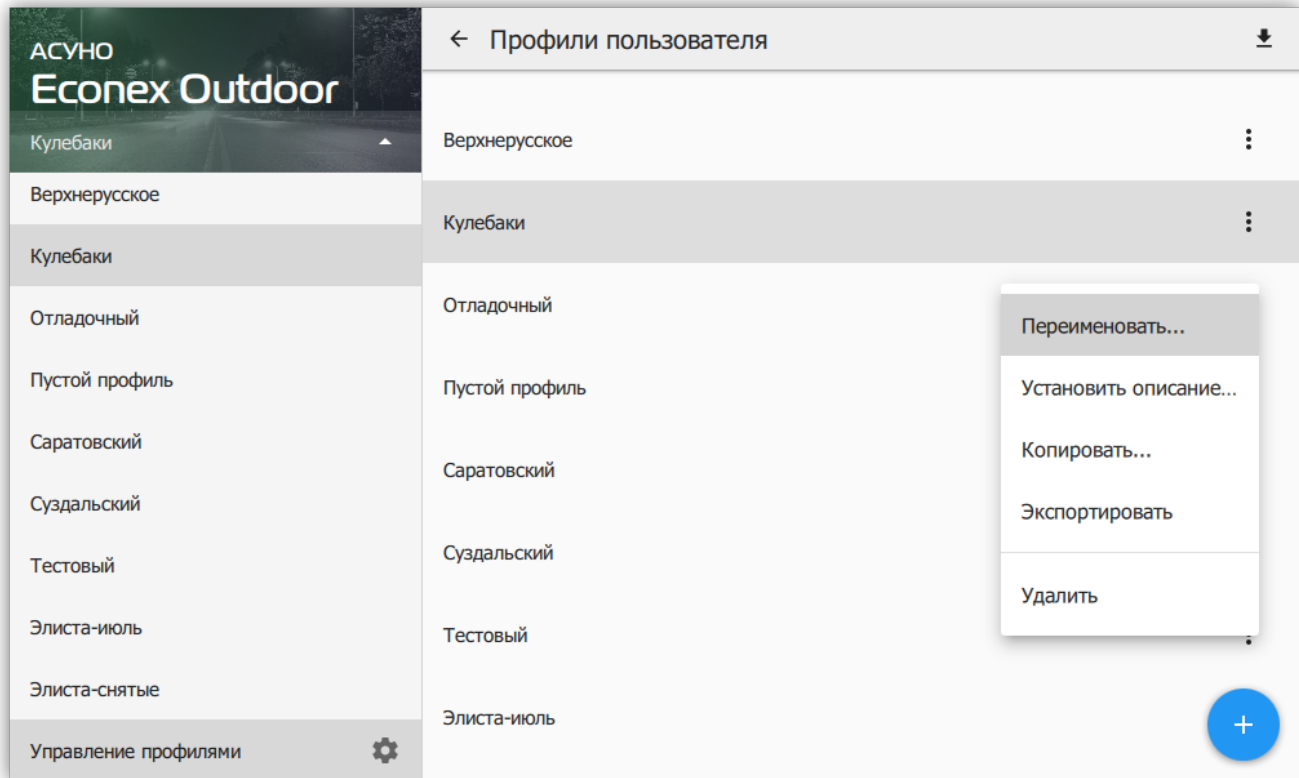 АСУНО
Econex Outdoor
Кулебаки
Верхнерусское
Кулебаки
Отладочный
Пустой профиль
Саратовский
Суздальский
Тестовый
Элиста-июль
Элиста-снятые
Управление профилями
Профили пользователя
Верхнерусское
Кулебаки
Отладочный
Пустой профиль
Саратовский
Суздальский
Тестовый
Элиста-июль
Переименовать...
Установить описание...
Копировать...
Экспортировать
Удалить